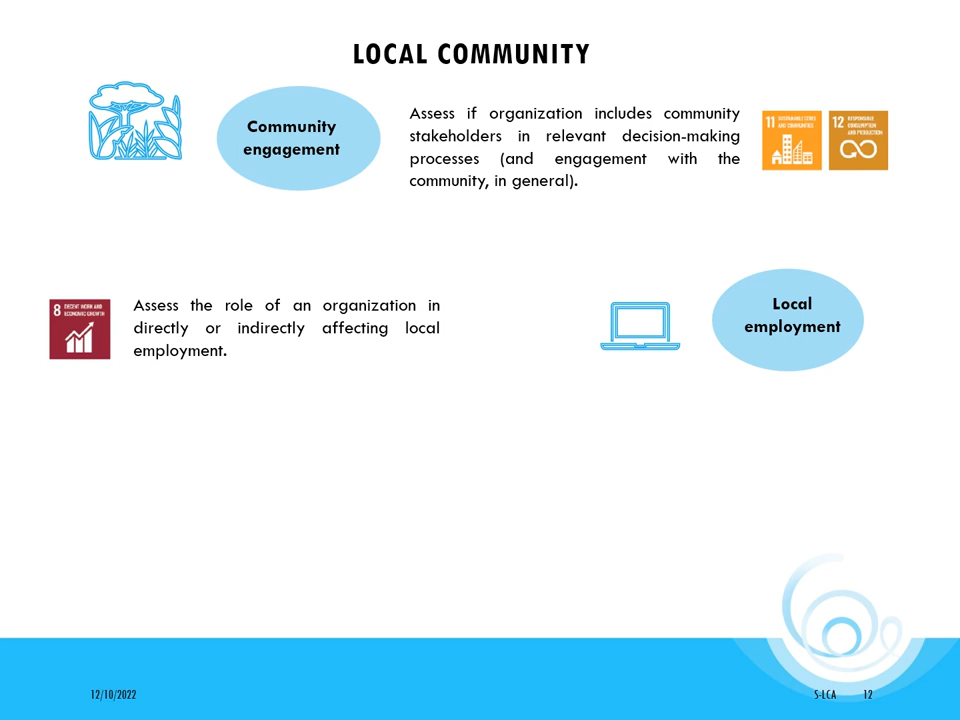 LOCAL COMMUNITY
Community
engagement
Assess if organization includes community
stakeholders in relevant decision-making
processes (and engagement with the
community, in general).
11 SUSTAINABLE CITIES
AND COMMUNITIES
12 RESPONSIBLE
CONSUMPTION
AND PRODUCTION
8 DECENT WORK AND
ECONOMIC GROWTH
Assess the role of an organization in
directly or indirectly affecting local
employment.
Local
employment
12/10/2022
S-LCA 12